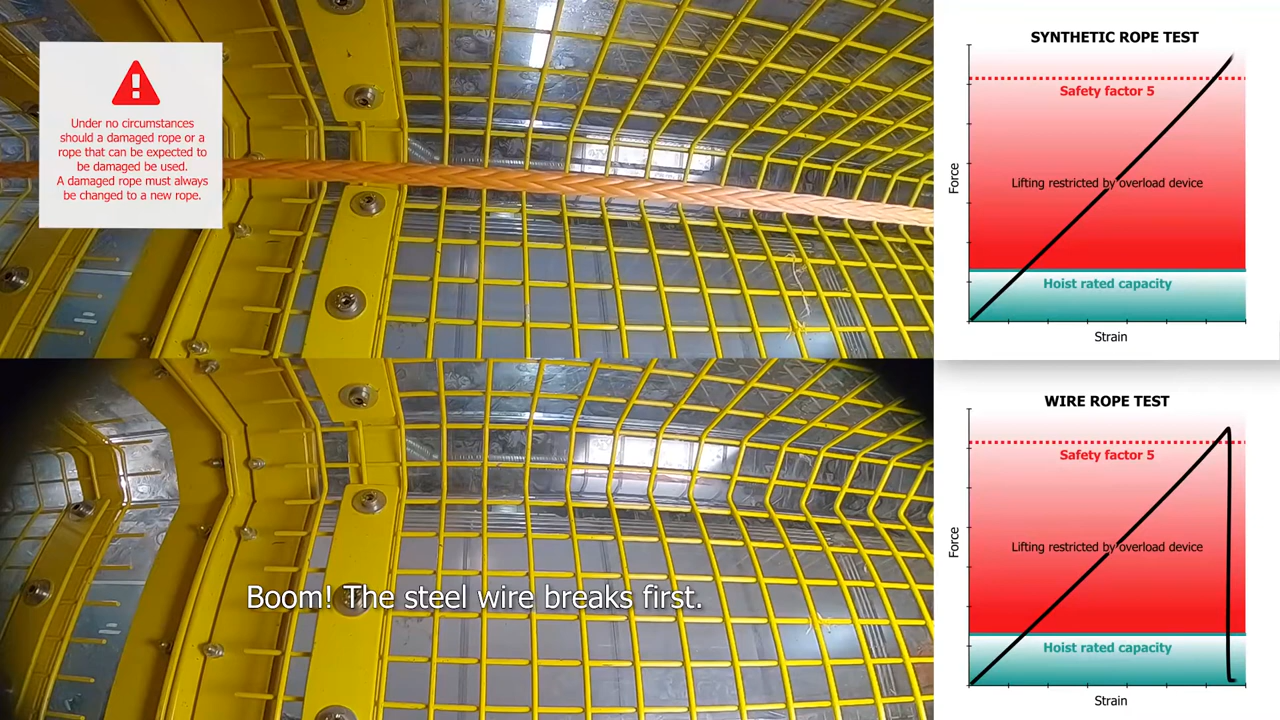 Under no circumstances
should a damaged rope or a
rope that can be expected to
be damaged be used.
A damaged rope must always
be changed to a new rope.
SYNTHETIC ROPE TEST
Safety factor 5
Lifting restricted by overload device
Hoist rated capacity
Force
Strain
Boom! The steel wire breaks first.
WIRE ROPE TEST
Safety factor 5
Lifting restricted by overload device
Hoist rated capacity
Force
Strain